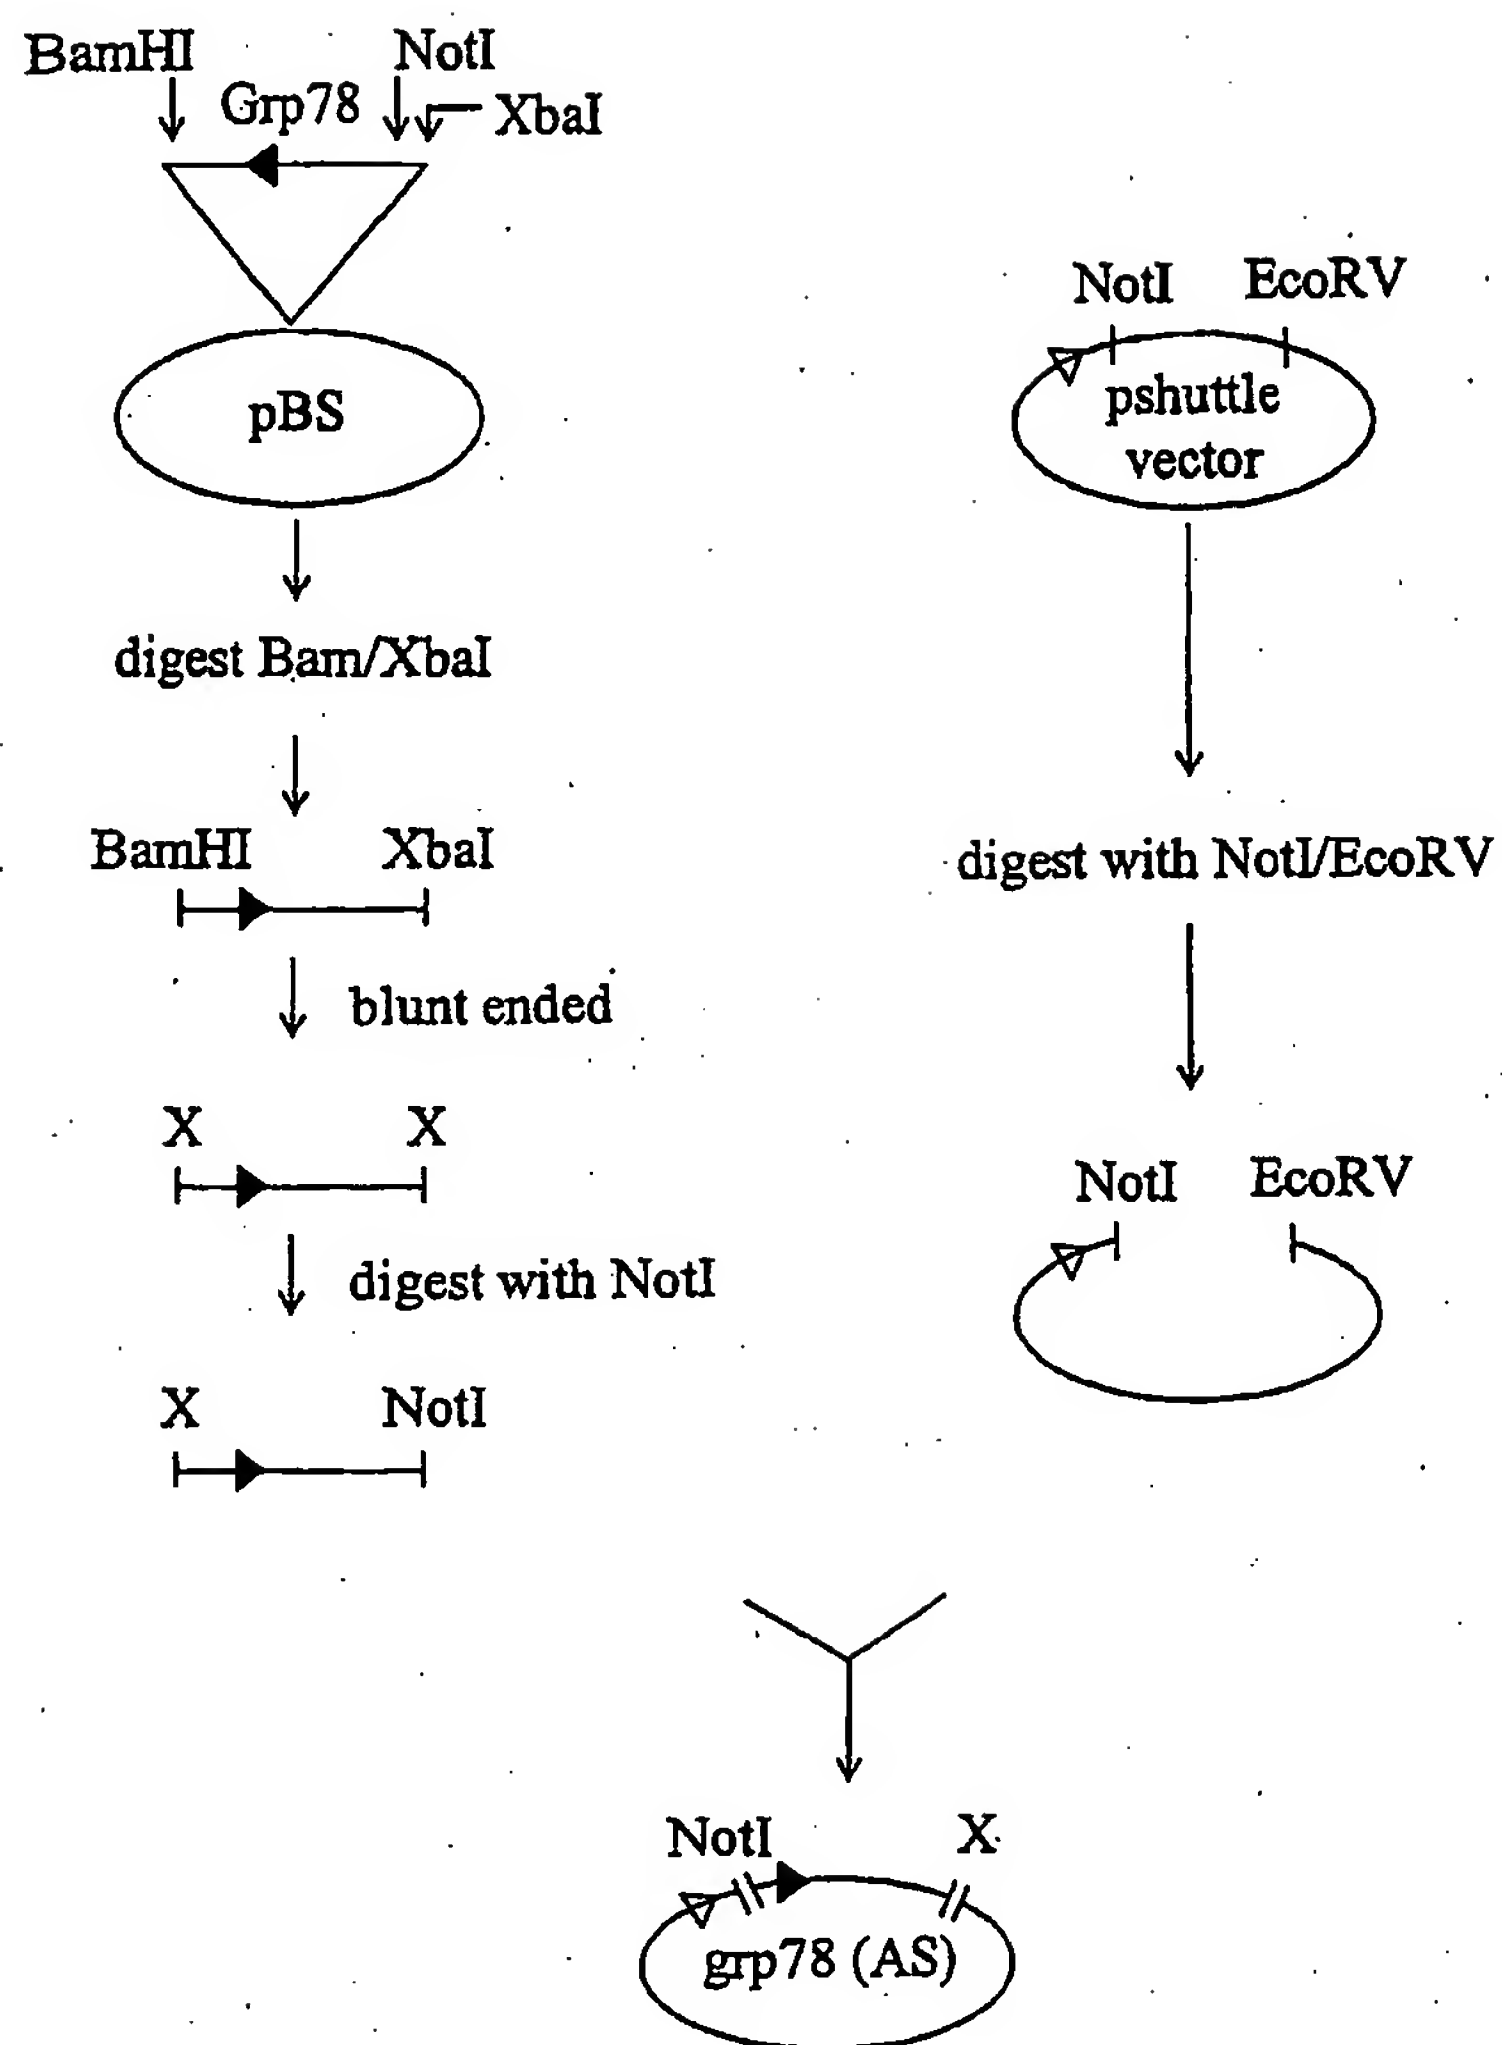 BamHI
NotI
Grp78
XbaI
pBS
digest Bam/XbaI
BamHI XbaI
blunt ended
X X
digest with NotI
X NotI
NotI EcoRV
pshuttle
vector
digest with NotI/EcoRV
NotI EcoRV
NotI X
grp78 (AS)